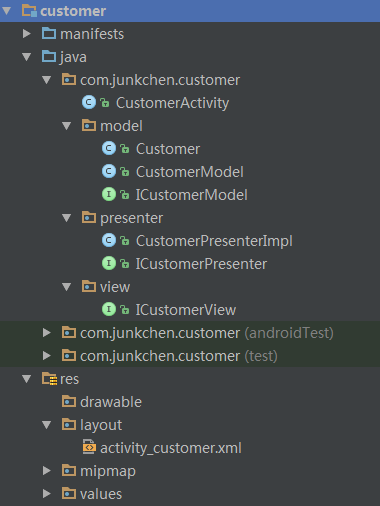 customer
manifests
java
com.junkchen.customer
CustomerActivity
model
Customer
CustomerModel
ICustomerModel
presenter
CustomerPresenterImpl
ICustomerPresenter
view
ICustomerView
com.junkchen.customer (androidTest)
com.junkchen.customer (test)
res
drawable
layout
activity_customer.xml
mipmap
values